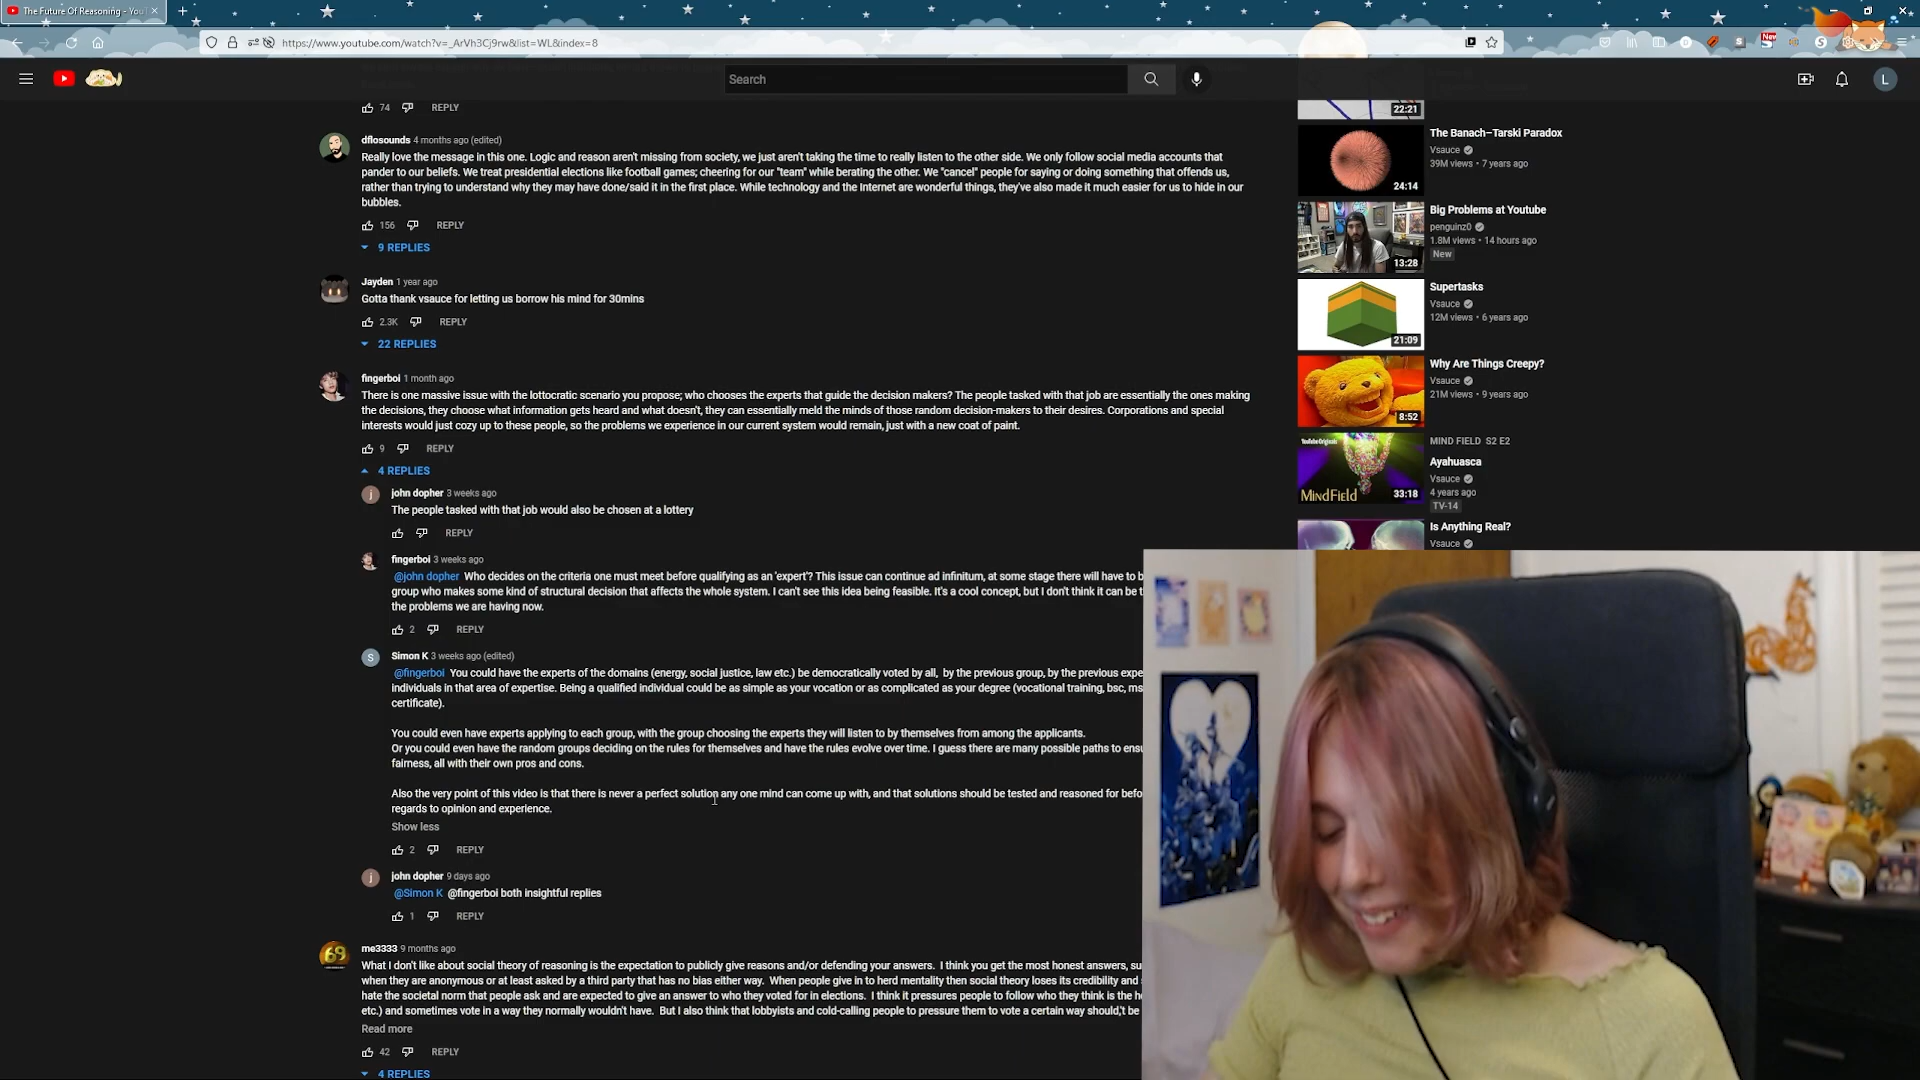 The Future Of Reasoning - You
https://www.youtube.com/watch?v=_ArVh3Cj9rw&list=WL&index=8
New
Search
L
74 REPLY
dflosounds 4 months ago (edited)
Really love the message in this one. Logic and reason aren't missing from society, we just aren't taking the time to really listen to the other side. We only follow social media accounts that
pander to our beliefs. We treat presidential elections like football games; cheering for our "team" while berating the other. We "cancel" people for saying or doing something that offends us,
rather than trying to understand why they may have done/said it in the first place. While technology and the Internet are wonderful things, they've also made it much easier for us to hide in our
bubbles.
156 REPLY
9 REPLIES
Jayden 1 year ago
Gotta thank vsauce for letting us borrow his mind for 30mins
2.3K REPLY
22 REPLIES
fingerboi 1 month ago
There is one massive issue with the lottocratic scenario you propose; who chooses the experts that guide the decision makers? The people tasked with that job are essentially the ones making
the decisions, they choose what information gets heard and what doesn't, they can essentially meld the minds of those random decision-makers to their desires. Corporations and special
interests would just cozy up to these people, so the problems we experience in our current system would remain, just with a new coat of paint.
9 REPLY
4 REPLIES
j
john dopher 3 weeks ago
The people tasked with that job would also be chosen at a lottery
REPLY
fingerboi 3 weeks ago
@john dopher Who decides on the criteria one must meet before qualifying as an 'expert'? This issue can continue ad infinitum, at some stage there will have to b
group who makes some kind of structural decision that affects the whole system. I can't see this idea being feasible. It's a cool concept, but I don't think it can be t
the problems we are having now.
2 REPLY
S
Simon K 3 weeks ago (edited)
@fingerboi You could have the experts of the domains (energy, social justice, law etc.) be democratically voted by all, by the previous group, by the previous expe
individuals in that area of expertise. Being a qualified individual could be as simple as your vocation or as complicated as your degree (vocational training, bsc, ms
certificate).
You could even have experts applying to each group, with the group choosing the experts they will listen to by themselves from among the applicants.
Or you could even have the random groups deciding on the rules for themselves and have the rules evolve over time. I guess there are many possible paths to ensu
fairness, all with their own pros and cons.
Also the very point of this video is that there is never a perfect solution any one mind can come up with, and that solutions should be tested and reasoned for befo
regards to opinion and experience.
Show less
2 REPLY
j
john dopher 9 days ago
@Simon K @fingerboi both insightful replies
1 REPLY
69
me3333 9 months ago
What I don't like about social theory of reasoning is the expectation to publicly give reasons and/or defending your answers. I think you get the most honest answers, su
when they are anonymous or at least asked by a third party that has no bias either way. When people give in to herd mentality then social theory loses its credibility and
hate the societal norm that people ask and are expected to give an answer to who they voted for in elections. I think it pressures people to follow who they think is the h
etc.) and sometimes vote in a way they normally wouldn't have. But I also think that lobbyists and cold-calling people to pressure them to vote a certain way should,'t be
Read more
42 REPLY
4 REPLIES
22:21
The Banach–Tarski Paradox
Vsauce
39M views • 7 years ago
24:14
Big Problems at Youtube
penguinz0
1.8M views • 14 hours ago
New
13:28
Supertasks
Vsauce
12M views • 6 years ago
21:09
Why Are Things Creepy?
Vsauce
21M views • 9 years ago
8:52
YouTube Originals
MIND FIELD S2 E2
Ayahuasca
Vsauce
4 years ago
TV-14
MindField
33:18
Is Anything Real?
Vsauce